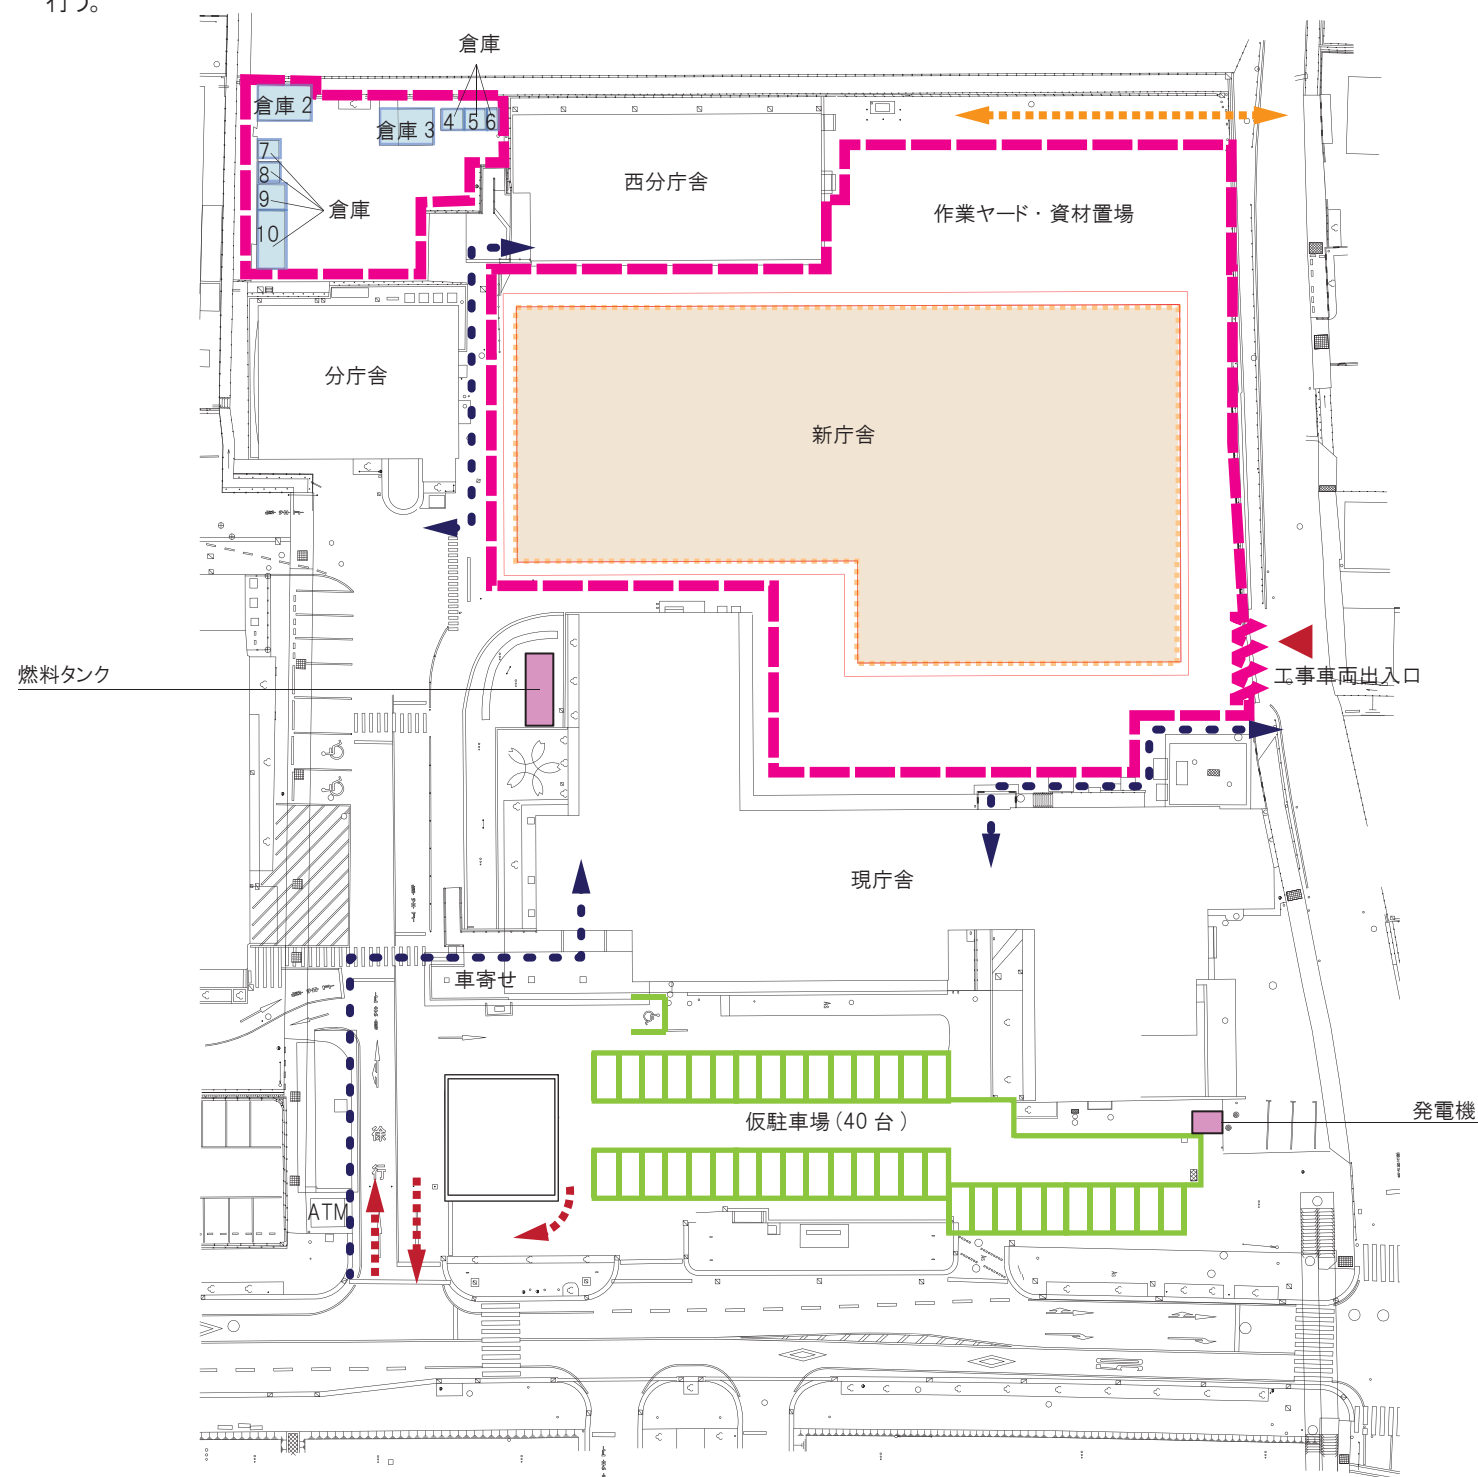 行う。
倉庫
倉庫 2
倉庫 3
4 5 6
7
8
9
10
倉庫
西分庁舎
作業ヤード・資材置場
分庁舎
新庁舎
燃料タンク
工事車両出入口
現庁舎
車寄せ
仮駐車場(40 台 )
発電機
徐行
ATM